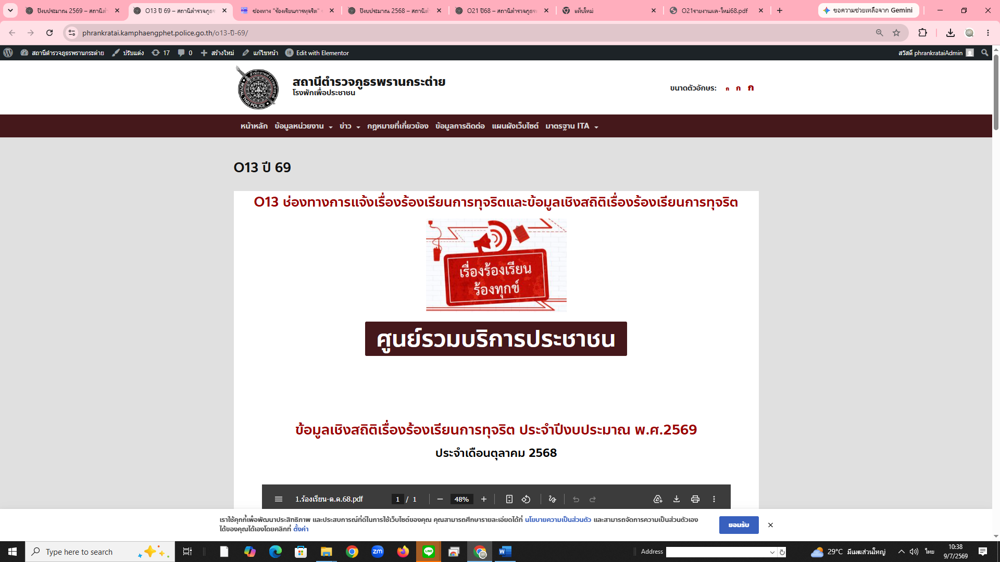 ปีงบประมาณ 2569 – สถานีตำ
O13 ปี 69 – สถานีตำรวจภูธรพ
ช่องทาง "ร้องเรียนการทุจริต"
ปีงบประมาณ 2568 – สถานีตำ
O21 ปี68 – สถานีตำรวจภูธร
แท็บใหม่
O21รายงานผล-ใหม่68.pdf
ขอความช่วยเหลือจาก Gemini
phrankratai.kamphaengphet.police.go.th/o13-ปี-69/
สถานีตำรวจภูธรพรานกระต่าย
ปรับแต่ง
17
0
สร้างใหม่
แก้ไขหน้า
Edit with Elementor
สวัสดี phrankrataiAdmin
สำนักงานตำรวจแห่งชาติ
ROYAL THAI POLICE
สถานีตำรวจภูธรพรานกระต่าย
โรงพักเพื่อประชาชน
ขนาดตัวอักษร: ก ก ก
หน้าหลัก ข้อมูลหน่วยงาน ข่าว กฎหมายที่เกี่ยวข้อง ข้อมูลการติดต่อ แผนผังเว็บไซต์ มาตรฐาน ITA
O13 ปี 69
O13 ช่องทางการแจ้งเรื่องร้องเรียนการทุจริตและข้อมูลเชิงสถิติเรื่องร้องเรียนการทุจริต
เรื่องร้องเรียน
ร้องทุกข์
ศูนย์รวมบริการประชาชน
ข้อมูลเชิงสถิติเรื่องร้องเรียนการทุจริต ประจำปีงบประมาณ พ.ศ.2569
ประจำเดือนตุลาคม 2568
1.ร้องเรียน-ต.ค.68.pdf
1 / 1
48%
เราใช้คุกกี้เพื่อพัฒนาประสิทธิภาพ และประสบการณ์ที่ดีในการใช้เว็บไซต์ของคุณ คุณสามารถศึกษารายละเอียดได้ที่ นโยบายความเป็นส่วนตัว และสามารถจัดการความเป็นส่วนตัวเอง
ได้ของคุณได้เองโดยคลิกที่ ตั้งค่า
ยอมรับ
Type here to search
zm
LINE
W
Address
29°C มีเมฆส่วนใหญ่
ไทย
10:38
9/7/2569